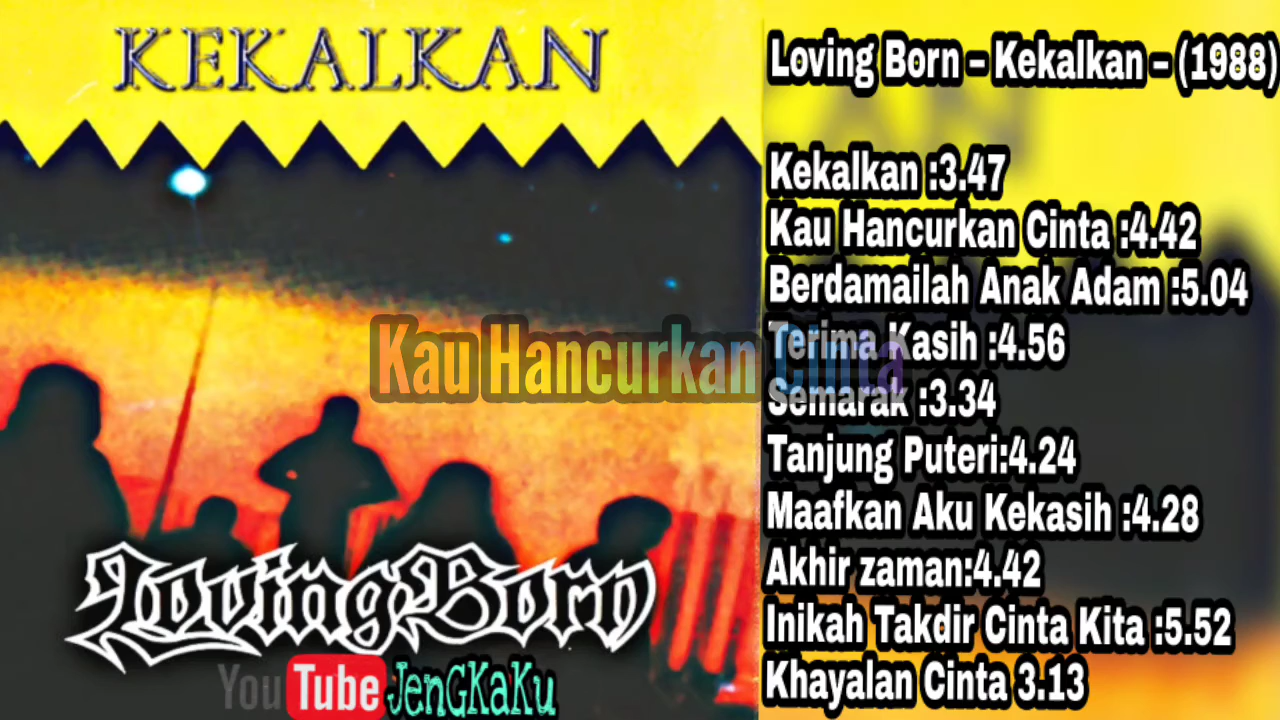 KEKALKAN
Kau Hancurkan Cinta
LovingBorn
YouTube JenGKaKu
Loving Born – Kekalkan – (1988)
Kekalkan :3.47
Kau Hancurkan Cinta :4.42
Berdamailah Anak Adam :5.04
Terima Kasih :4.56
Semarak :3.34
Tanjung Puteri:4.24
Maafkan Aku Kekasih :4.28
Akhir zaman:4.42
Inikah Takdir Cinta Kita :5.52
Khayalan Cinta 3.13